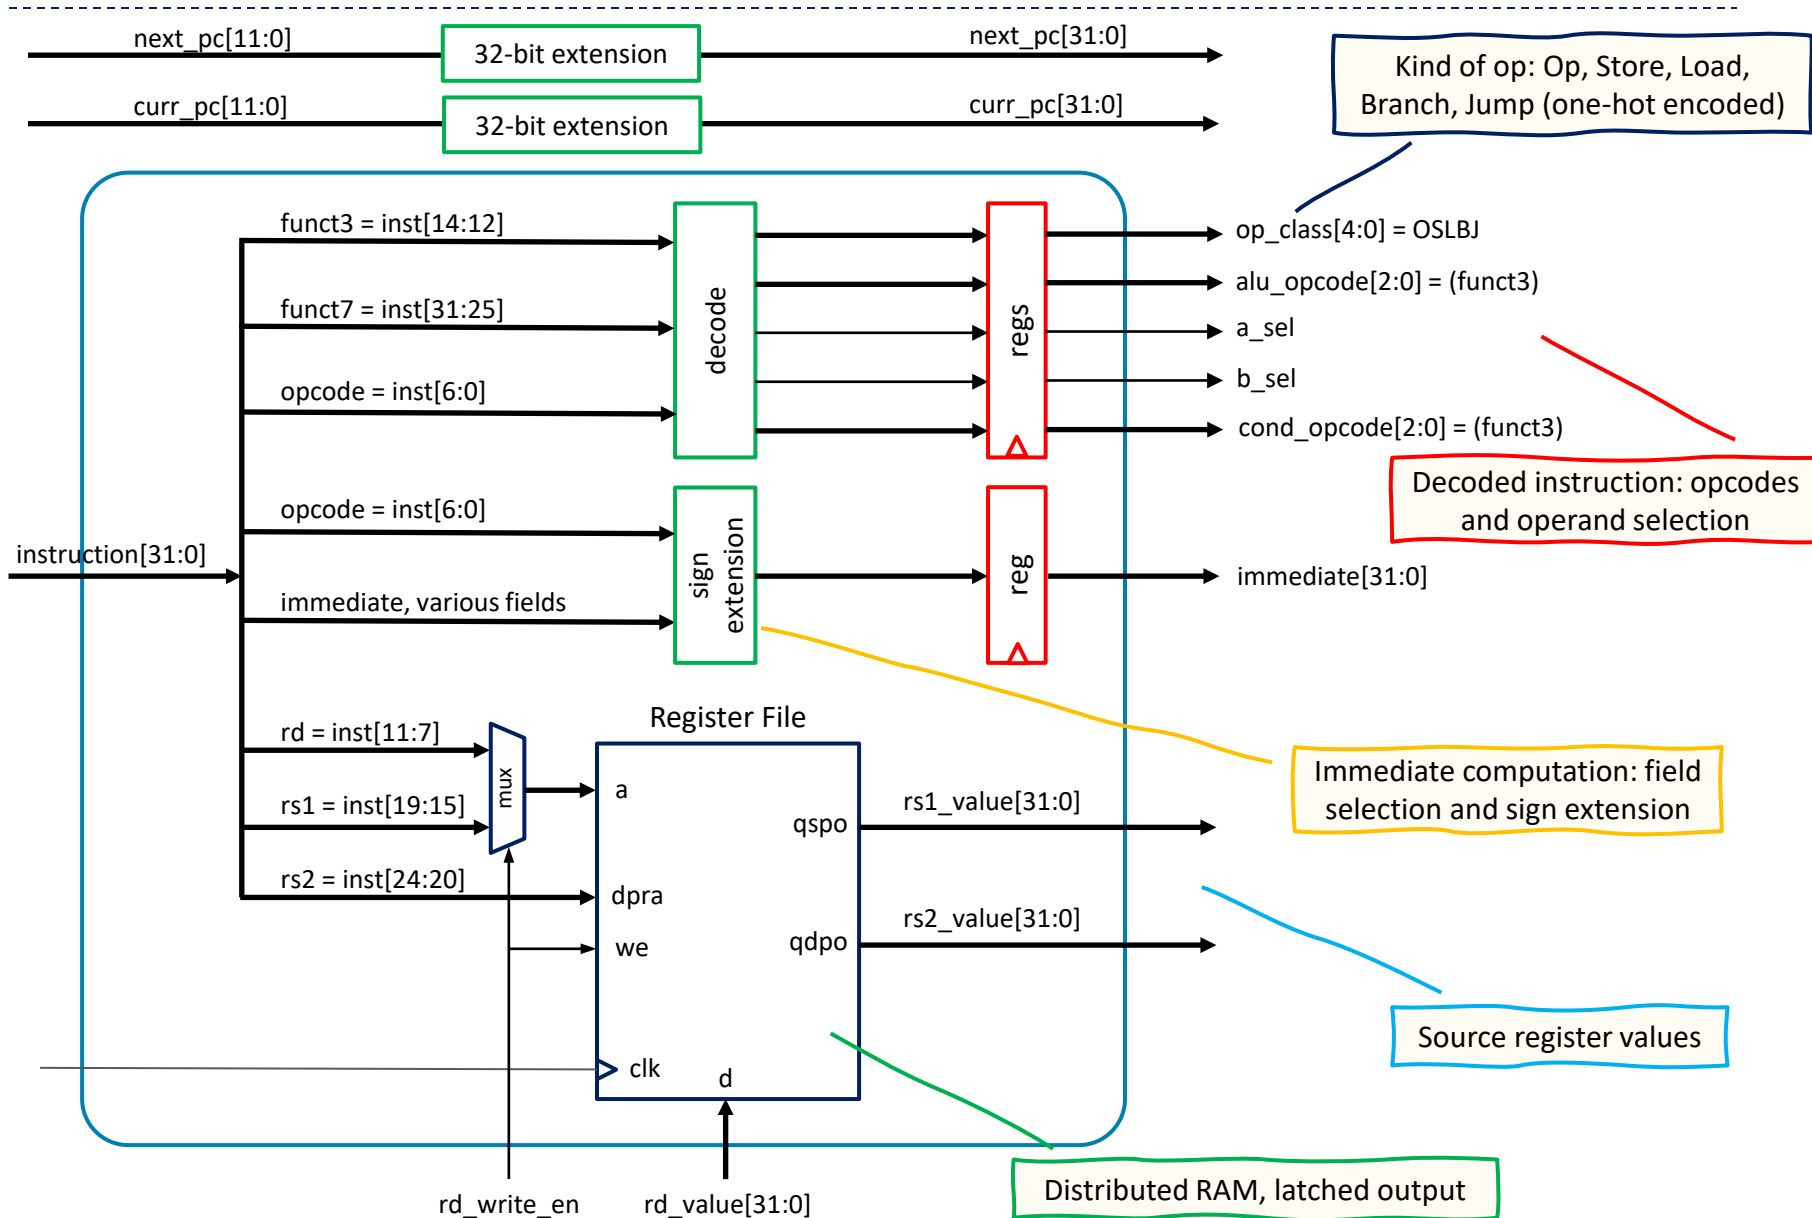 next_pc[11:0]
32-bit extension
next_pc[31:0]
curr_pc[11:0]
32-bit extension
curr_pc[31:0]
Kind of op: Op, Store, Load,
Branch, Jump (one-hot encoded)
funct3 = inst[14:12]
funct7 = inst[31:25]
opcode = inst[6:0]
decode
regs
op_class[4:0] = OSLBJ
alu_opcode[2:0] = (funct3)
a_sel
b_sel
cond_opcode[2:0] = (funct3)
Decoded instruction: opcodes
and operand selection
instruction[31:0]
opcode = inst[6:0]
immediate, various fields
sign
extension
reg
immediate[31:0]
Register File
rd = inst[11:7]
rs1 = inst[19:15]
mux
rs2 = inst[24:20]
a
dpra
we
clk
d
qspo
qdpo
rs1_value[31:0]
rs2_value[31:0]
Immediate computation: field
selection and sign extension
Source register values
Distributed RAM, latched output
rd_write_en
rd_value[31:0]